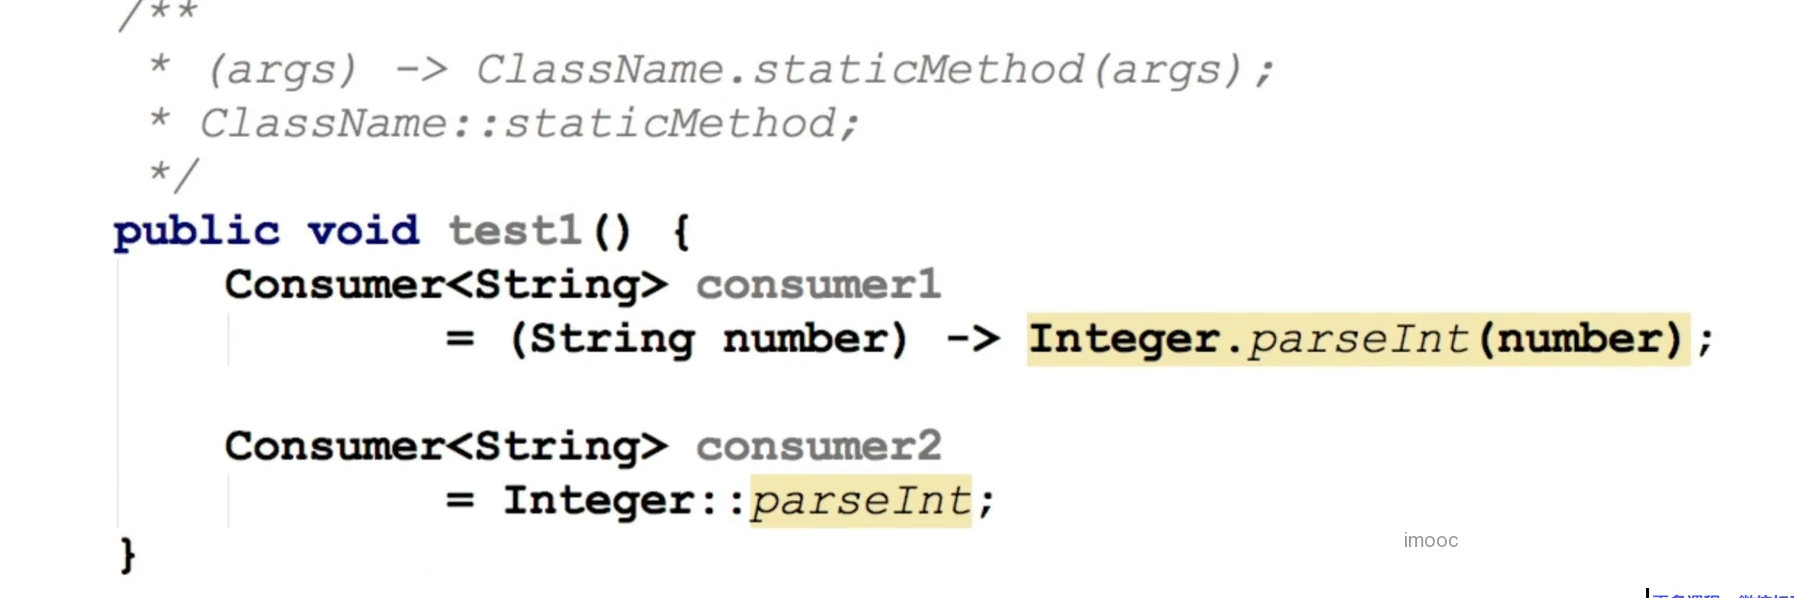 /**
* (args) -> ClassName.staticMethod(args);
* ClassName::staticMethod;
*/
public void test1() {
Consumer<String> consumer1
= (String number) -> Integer.parseInt(number);
Consumer<String> consumer2
= Integer::parseInt;
}
imooc